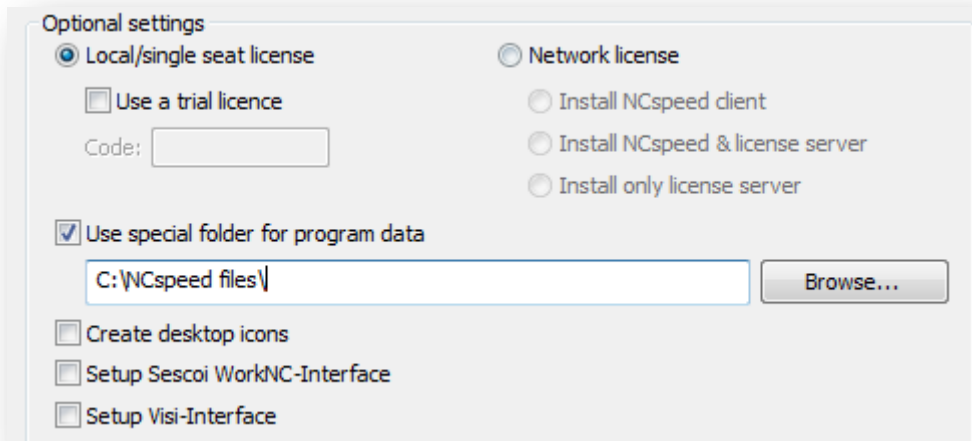 Optional settings
Local/single seat license
Network license
Use a trial licence
Install NCspeed client
Code:
Install NCspeed & license server
Install only license server
Use special folder for program data
C:\NCspeed files\
Browse...
Create desktop icons
Setup Sescoi WorkNC-Interface
Setup Visi-Interface